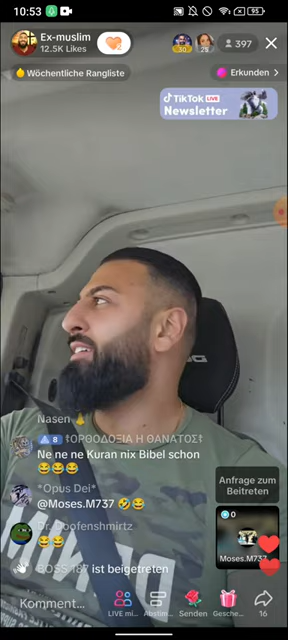 10:53
95
Ex-muslim
12.5K Likes
30
28
397
Wöchentliche Rangliste
Erkunden >
TikTok LIVE
Newsletter
Nasen 👃
8 ☦ΟΡΘΟΔΟΞΙΑ Η ΘΑΝΑΤΟΣ☦
Ne ne ne Kuran nix Bibel schon
😂😂😂
*Opus Dei*
@Moses.M737 🤣😂
Dr. Doofenshmirtz
😂😂
BOSS 187 ist beigetreten
Anfrage zum
Beitreten
0
Moses.M737
Kommentar...
LIVE mi...
Abstim...
Senden
Gesche...
16